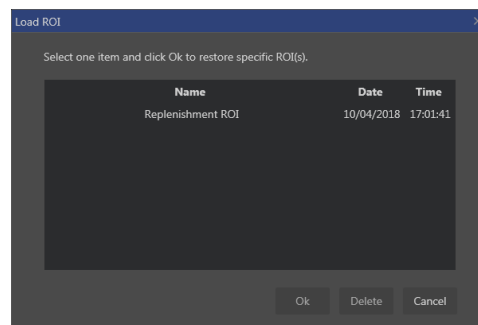 Load ROI
Select one item and click Ok to restore specific ROI(s).
Name Date Time
Replenishment ROI 10/04/2018 17:01:41
Ok Delete Cancel